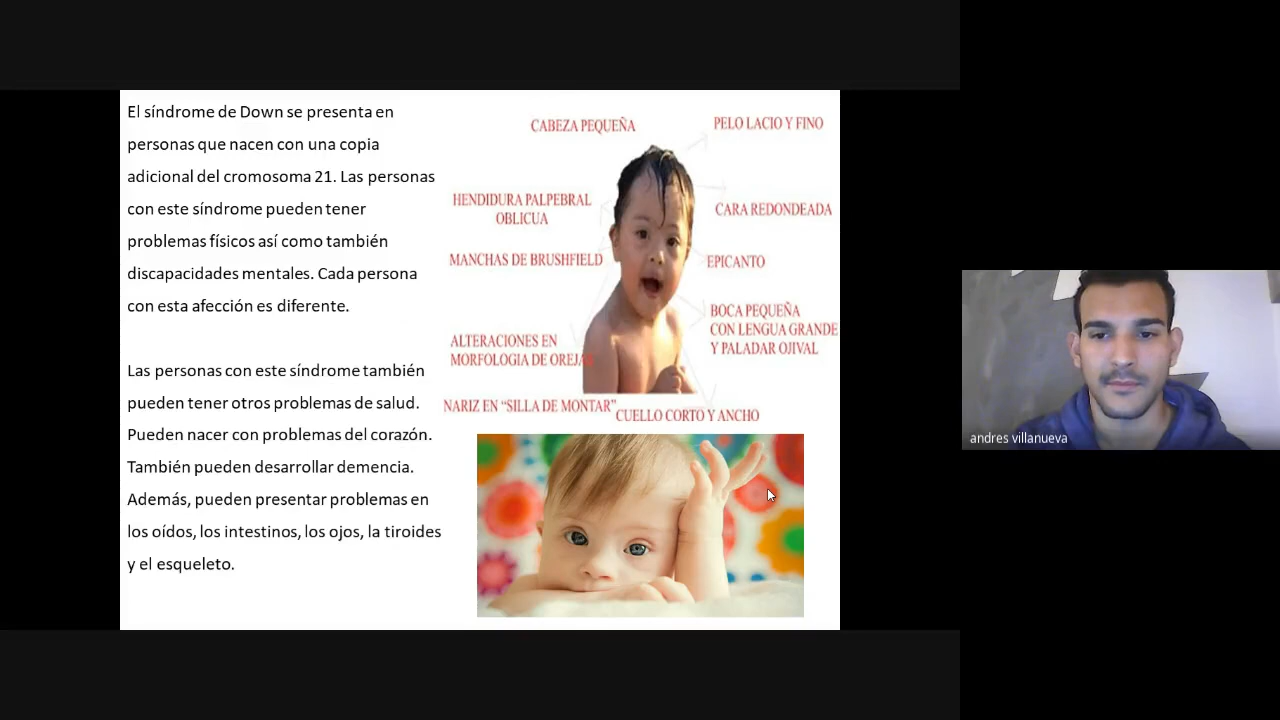 El síndrome de Down se presenta en
personas que nacen con una copia
adicional del cromosoma 21. Las personas
con este síndrome pueden tener
problemas físicos así como también
discapacidades mentales. Cada persona
con esta afección es diferente.
Las personas con este síndrome también
pueden tener otros problemas de salud.
Pueden nacer con problemas del corazón.
También pueden desarrollar demencia.
Además, pueden presentar problemas en
los oídos, los intestinos, los ojos, la tiroides
y el esqueleto.
CABEZA PEQUEÑA
PELO LACIO Y FINO
HENDIDURA PALPEBRAL
OBLICUA
CARA REDONDEADA
MANCHAS DE BRUSHFIELD
EPICANTO
BOCA PEQUEÑA
CON LENGUA GRANDE
Y PALADAR OJIVAL
ALTERACIONES EN
MORFOLOGIA DE OREJAS
NARIZ EN “SILLA DE MONTAR”
CUELLO CORTO Y ANCHO
andres villanueva